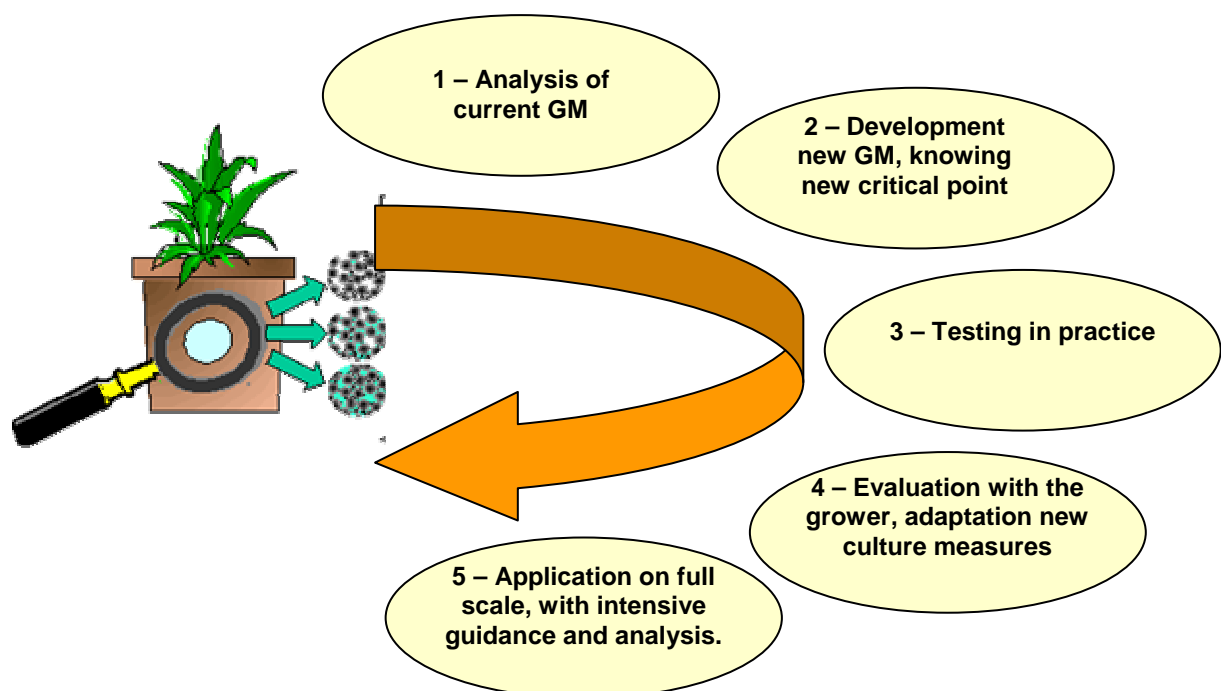 1 – Analysis of
current GM
2 – Development
new GM, knowing
new critical point
3 – Testing in practice
4 – Evaluation with the
grower, adaptation new
culture measures
5 – Application on full
scale, with intensive
guidance and analysis.